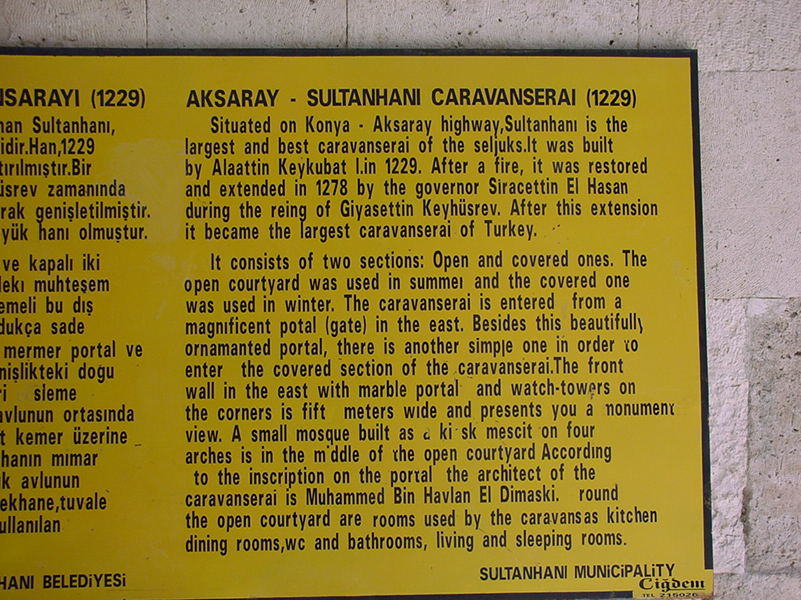 NSARAYI (1229)
han Sultanhanı,
idir.Han,1229
tırılmıştır.Bir
üsrev zamanında
rak genişletilmiştir.
yük hanı olmuştur.
ve kapalı iki
deki muhteşem
emeli bu dış
dukça sade
mermer portal ve
nişlikteki doğu
ri sleme
avlunun ortasında
t kemer üzerine
hanın mimar
k avlunun
ekhane,tuvale
ullanılan
HANI BELEDİYESİ
AKSARAY - SULTANHANI CARAVANSERAI (1229)
Situated on Konya - Aksaray highway,Sultanhanı is the
largest and best caravanserai of the seljuks.It was built
by Alaattin Keykubat I.in 1229. After a fire, it was restored
and extended in 1278 by the governor Siracettin El Hasan
during the reing of Giyasettin Keyhüsrev. After this extension
it became the largest caravanserai of Turkey.
It consists of two sections: Open and covered ones. The
open courtyard was used in summer and the covered one
was used in winter. The caravanserai is entered from a
magnificent potal (gate) in the east. Besides this beautifully
ornamanted portal, there is another simple one in order to
enter the covered section of the caravanserai.The front
wall in the east with marble portal and watch-towers on
the corners is fift meters wide and presents you a monument
view. A small mosque built as a ki sk mescit on four
arches is in the m ddle of the open courtyard According
to the inscription on the portal the architect of the
caravanserai is Muhammed Bin Havlan El Dimaski. round
the open courtyard are rooms used by the caravansas kitchen
dining rooms,wc and bathrooms, living and sleeping rooms.
SULTANHANI MUNICIPALITY
Ciğdem
TEL 215026